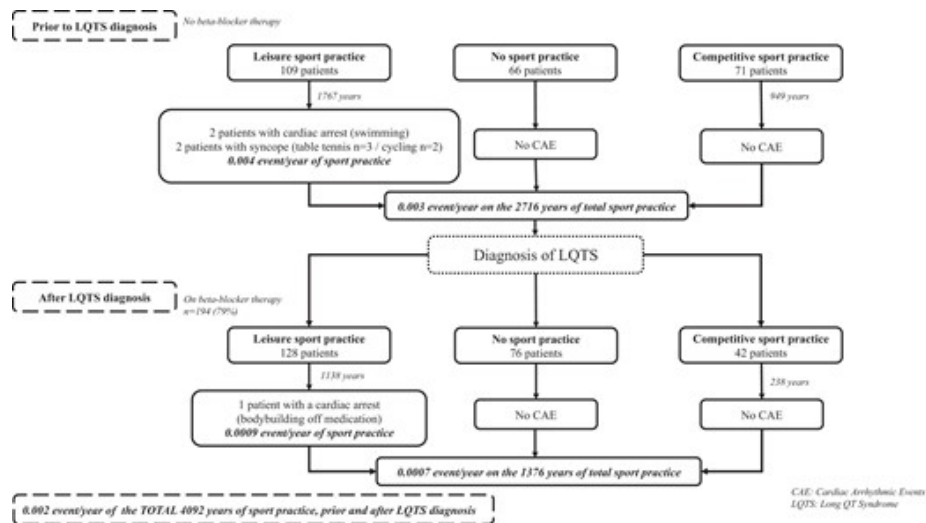 Prior to LQTS diagnosis
No beta-blocker therapy
Leisure sport practice
109 patients
No sport practice
66 patients
Competitive sport practice
71 patients
1767 years
949 years
2 patients with cardiac arrest (swimming)
2 patients with syncope (table tennis n=3 / cycling n=2)
0.004 event/year of sport practice
No CAE
No CAE
0.003 event/year on the 2716 years of total sport practice
Diagnosis of LQTS
After LQTS diagnosis
On beta-blocker therapy
n=194 (79%)
Leisure sport practice
128 patients
No sport practice
76 patients
Competitive sport practice
42 patients
1138 years
238 years
1 patient with a cardiac arrest
(bodybuilding off medication)
0.0009 event/year of sport practice
No CAE
No CAE
0.0007 event/year on the 1376 years of total sport practice
0.002 event/year of the TOTAL 4092 years of sport practice, prior and after LQTS diagnosis
CAE: Cardiac Arrhythmic Events
LQTS: Long QT Syndrome